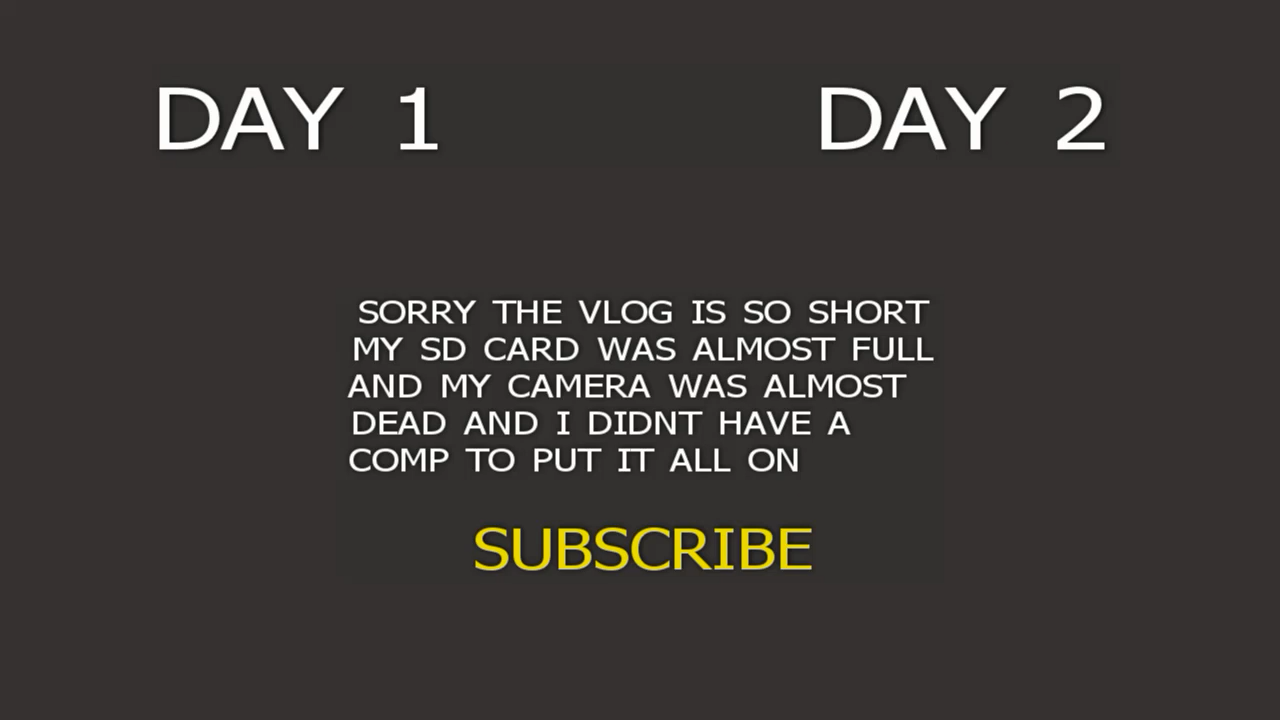 DAY 1 DAY 2
SORRY THE VLOG IS SO SHORT
MY SD CARD WAS ALMOST FULL
AND MY CAMERA WAS ALMOST
DEAD AND I DIDNT HAVE A
COMP TO PUT IT ALL ON
SUBSCRIBE